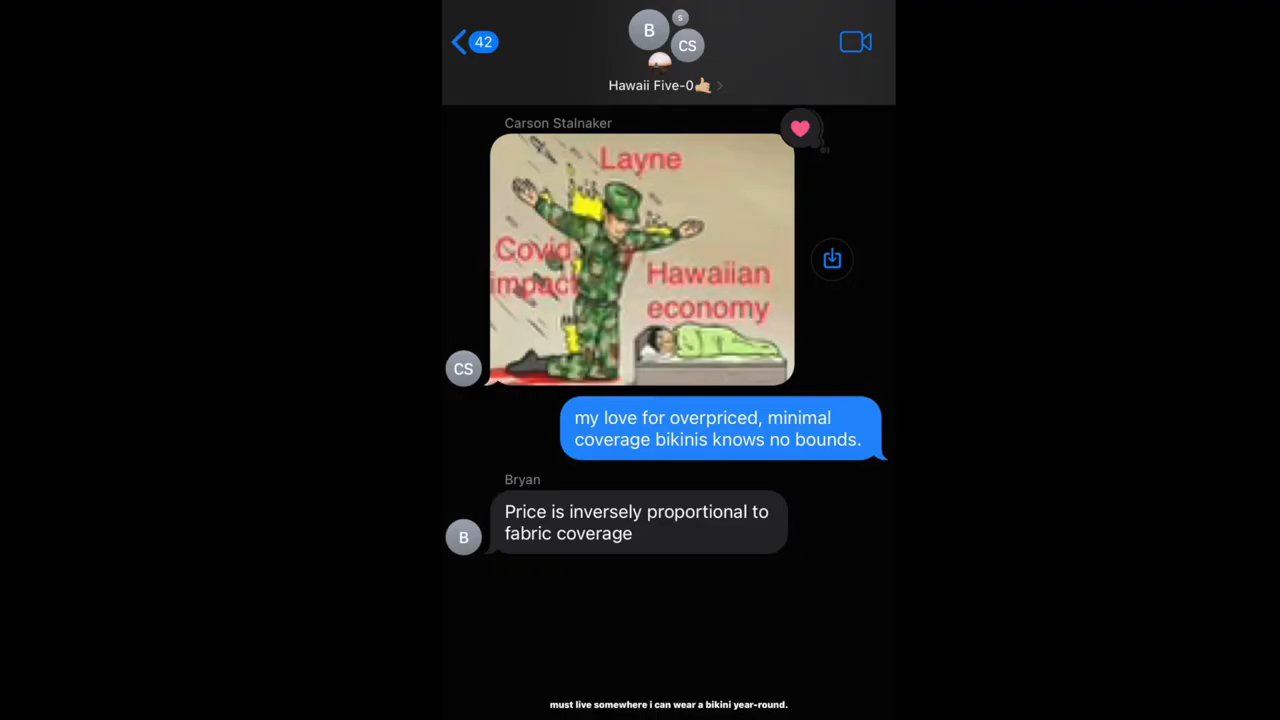 42
B
s
CS
Hawaii Five-0🤙🏼
Carson Stalnaker
Layne
Covid
impact
Hawaiian
economy
CS
my love for overpriced, minimal
coverage bikinis knows no bounds.
Bryan
Price is inversely proportional to
fabric coverage
B
must live somewhere i can wear a bikini year-round.